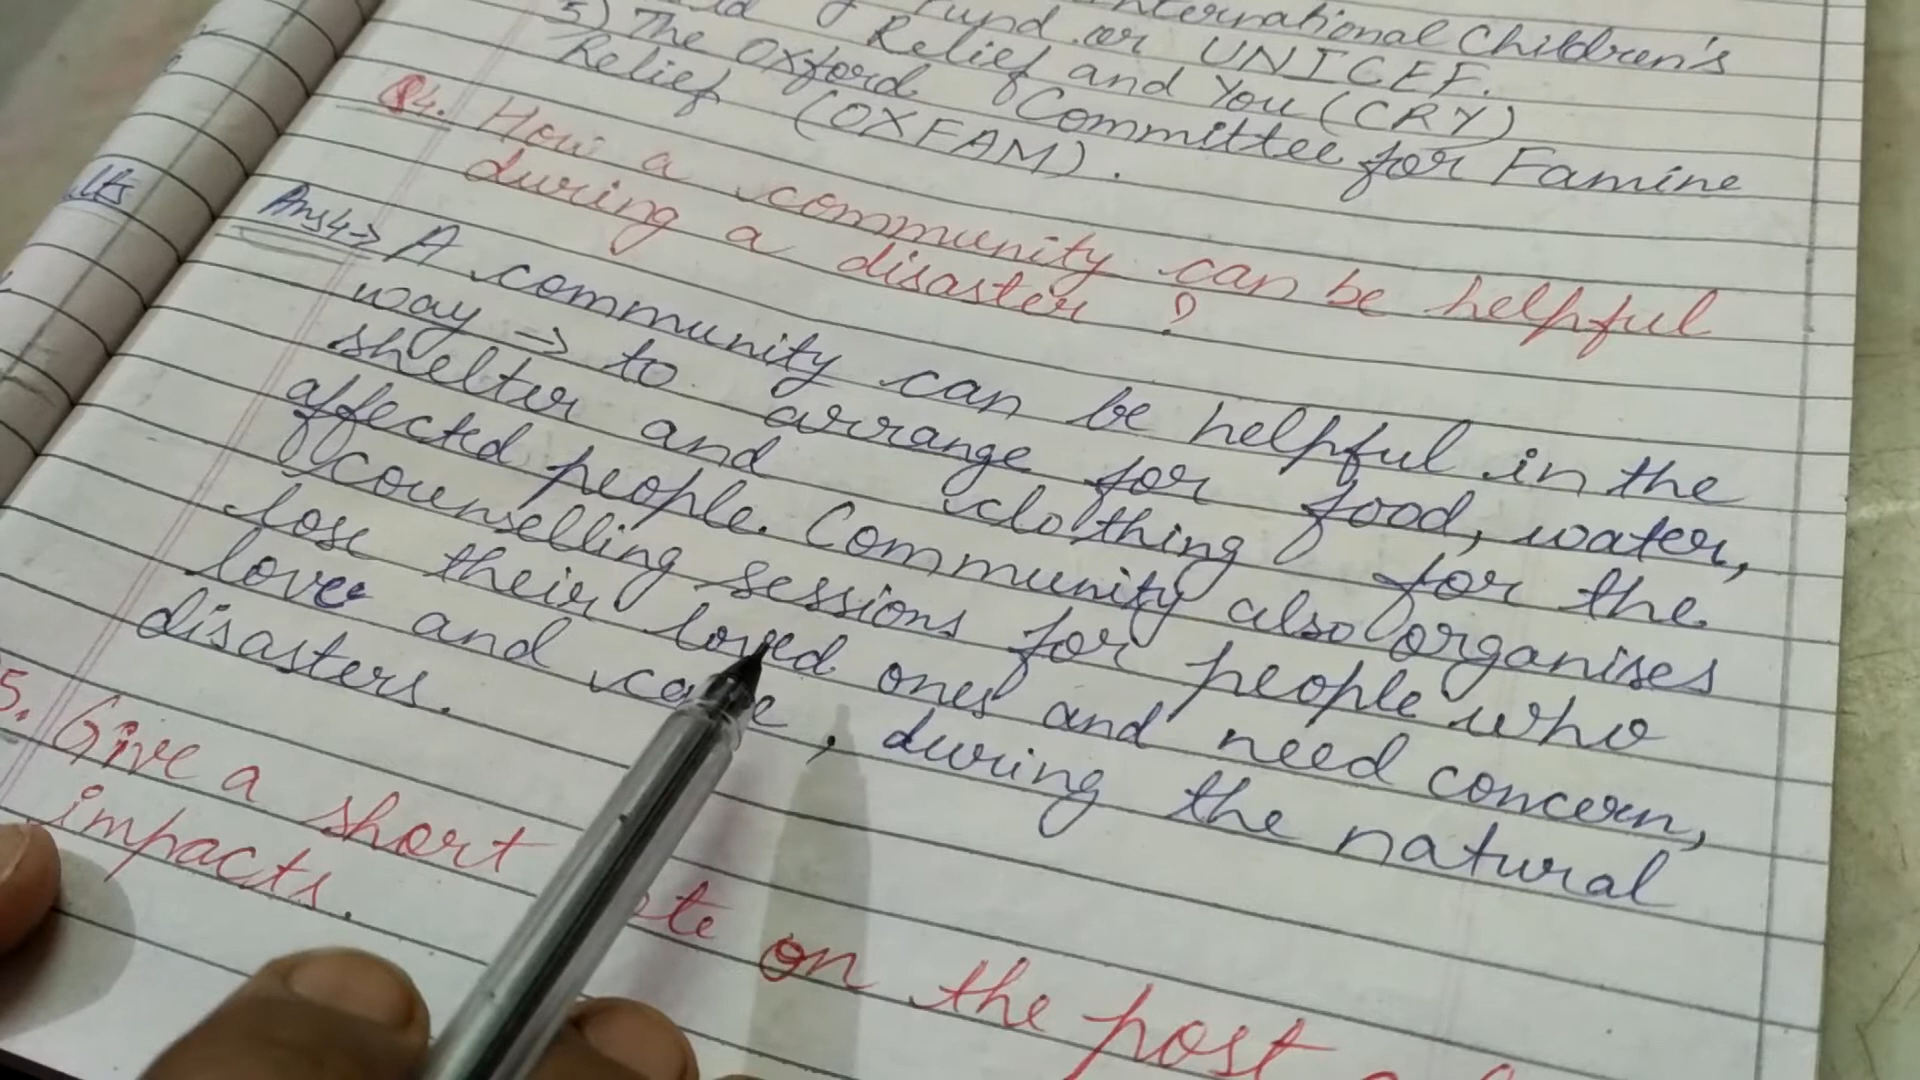 International Children's
Fund or UNICEF.
Relief and You (CRY)
5) The Oxford Committee for Famine
Relief (OXFAM).
Q4. How a community can be helpful
during a disaster ?
Ans4→ A community can be helpful in the
way → to arrange for food, water,
shelter and clothing for the
affected people. Community also organises
counselling sessions for people who
lose their loved ones and need concern,
love and care, during the natural
disasters.
5. Give a short on the post
impacts.